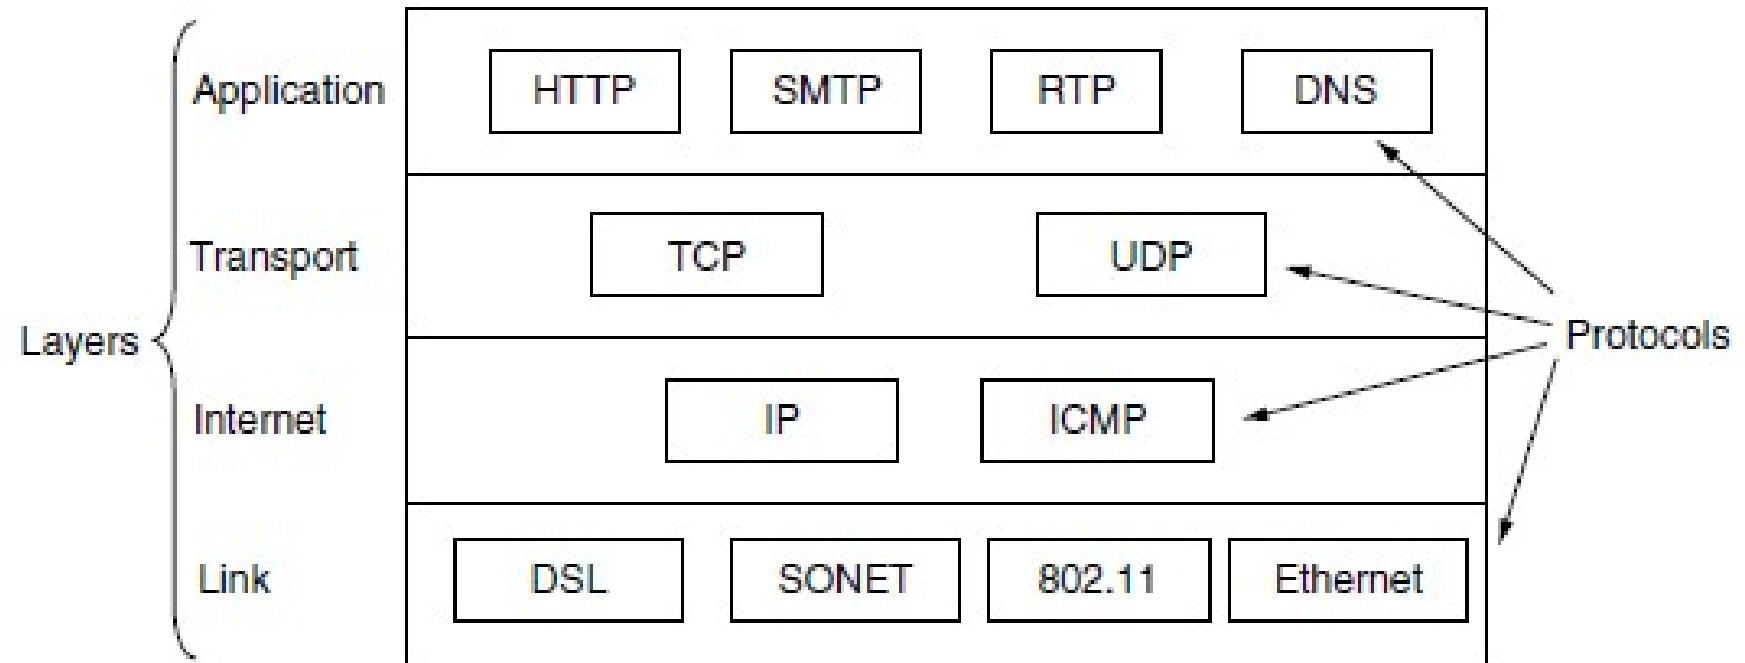 Application HTTP SMTP RTP DNS
Transport TCP UDP
Layers Protocols
Internet IP ICMP
Link DSL SONET 802.11 Ethernet